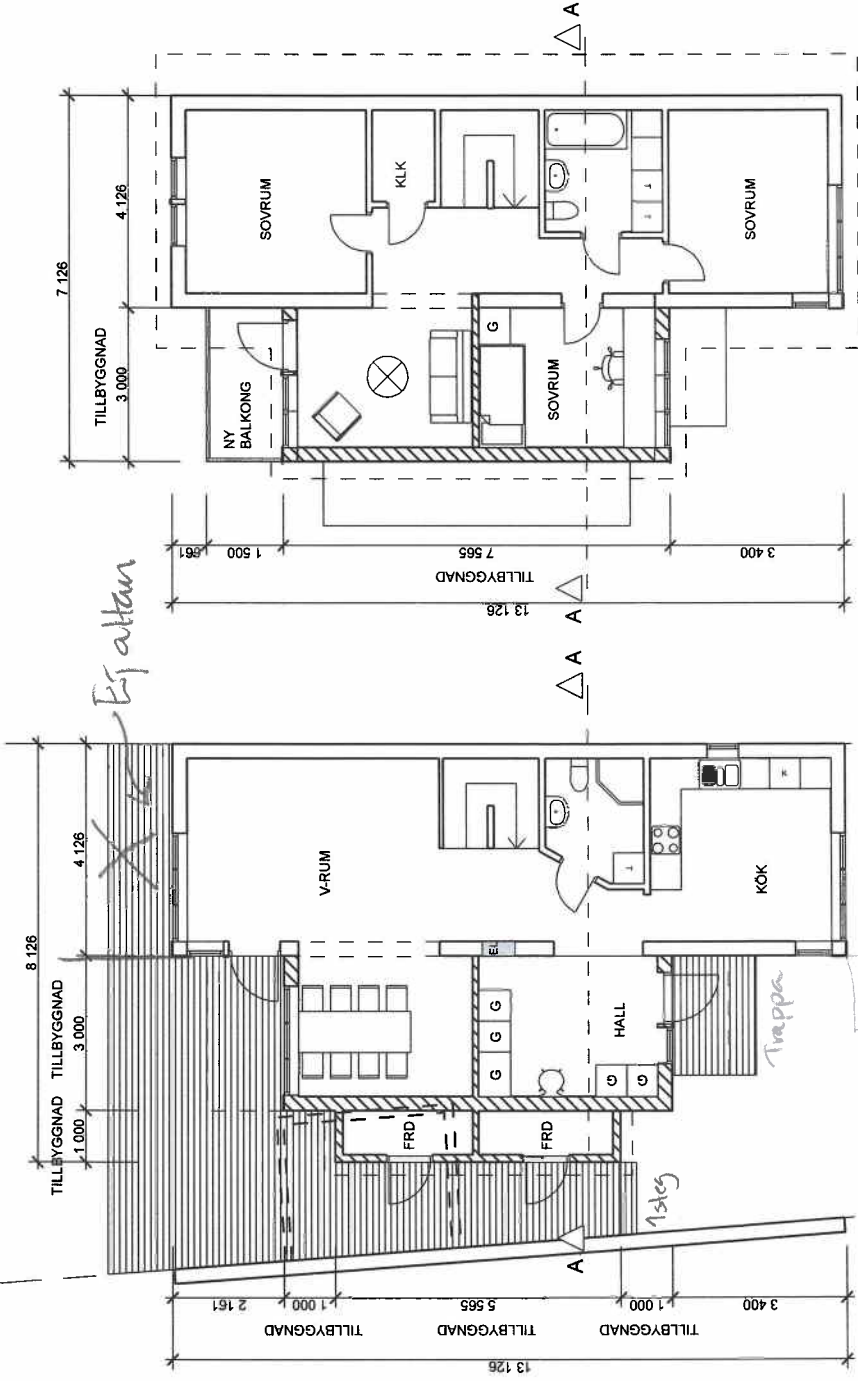 A
7 126
4 126
TILLBYGGNAD
3 000
SOVRUM
KLK
NY
BALKONG
G
SOVRUM
SOVRUM
661
1 500
7 565
TILLBYGGNAD
3 400
13 126
A
Ej altan
A
8 126
4 126
TILLBYGGNAD
3 000
TILLBYGGNAD
1 000
V-RUM
EL
KÖK
K
G
G
G
HALL
G
G
FRD
FRD
Trappa
1 steg
A
2 161
1 000
5 565
1 000
3 400
TILLBYGGNAD
TILLBYGGNAD
TILLBYGGNAD
13 126